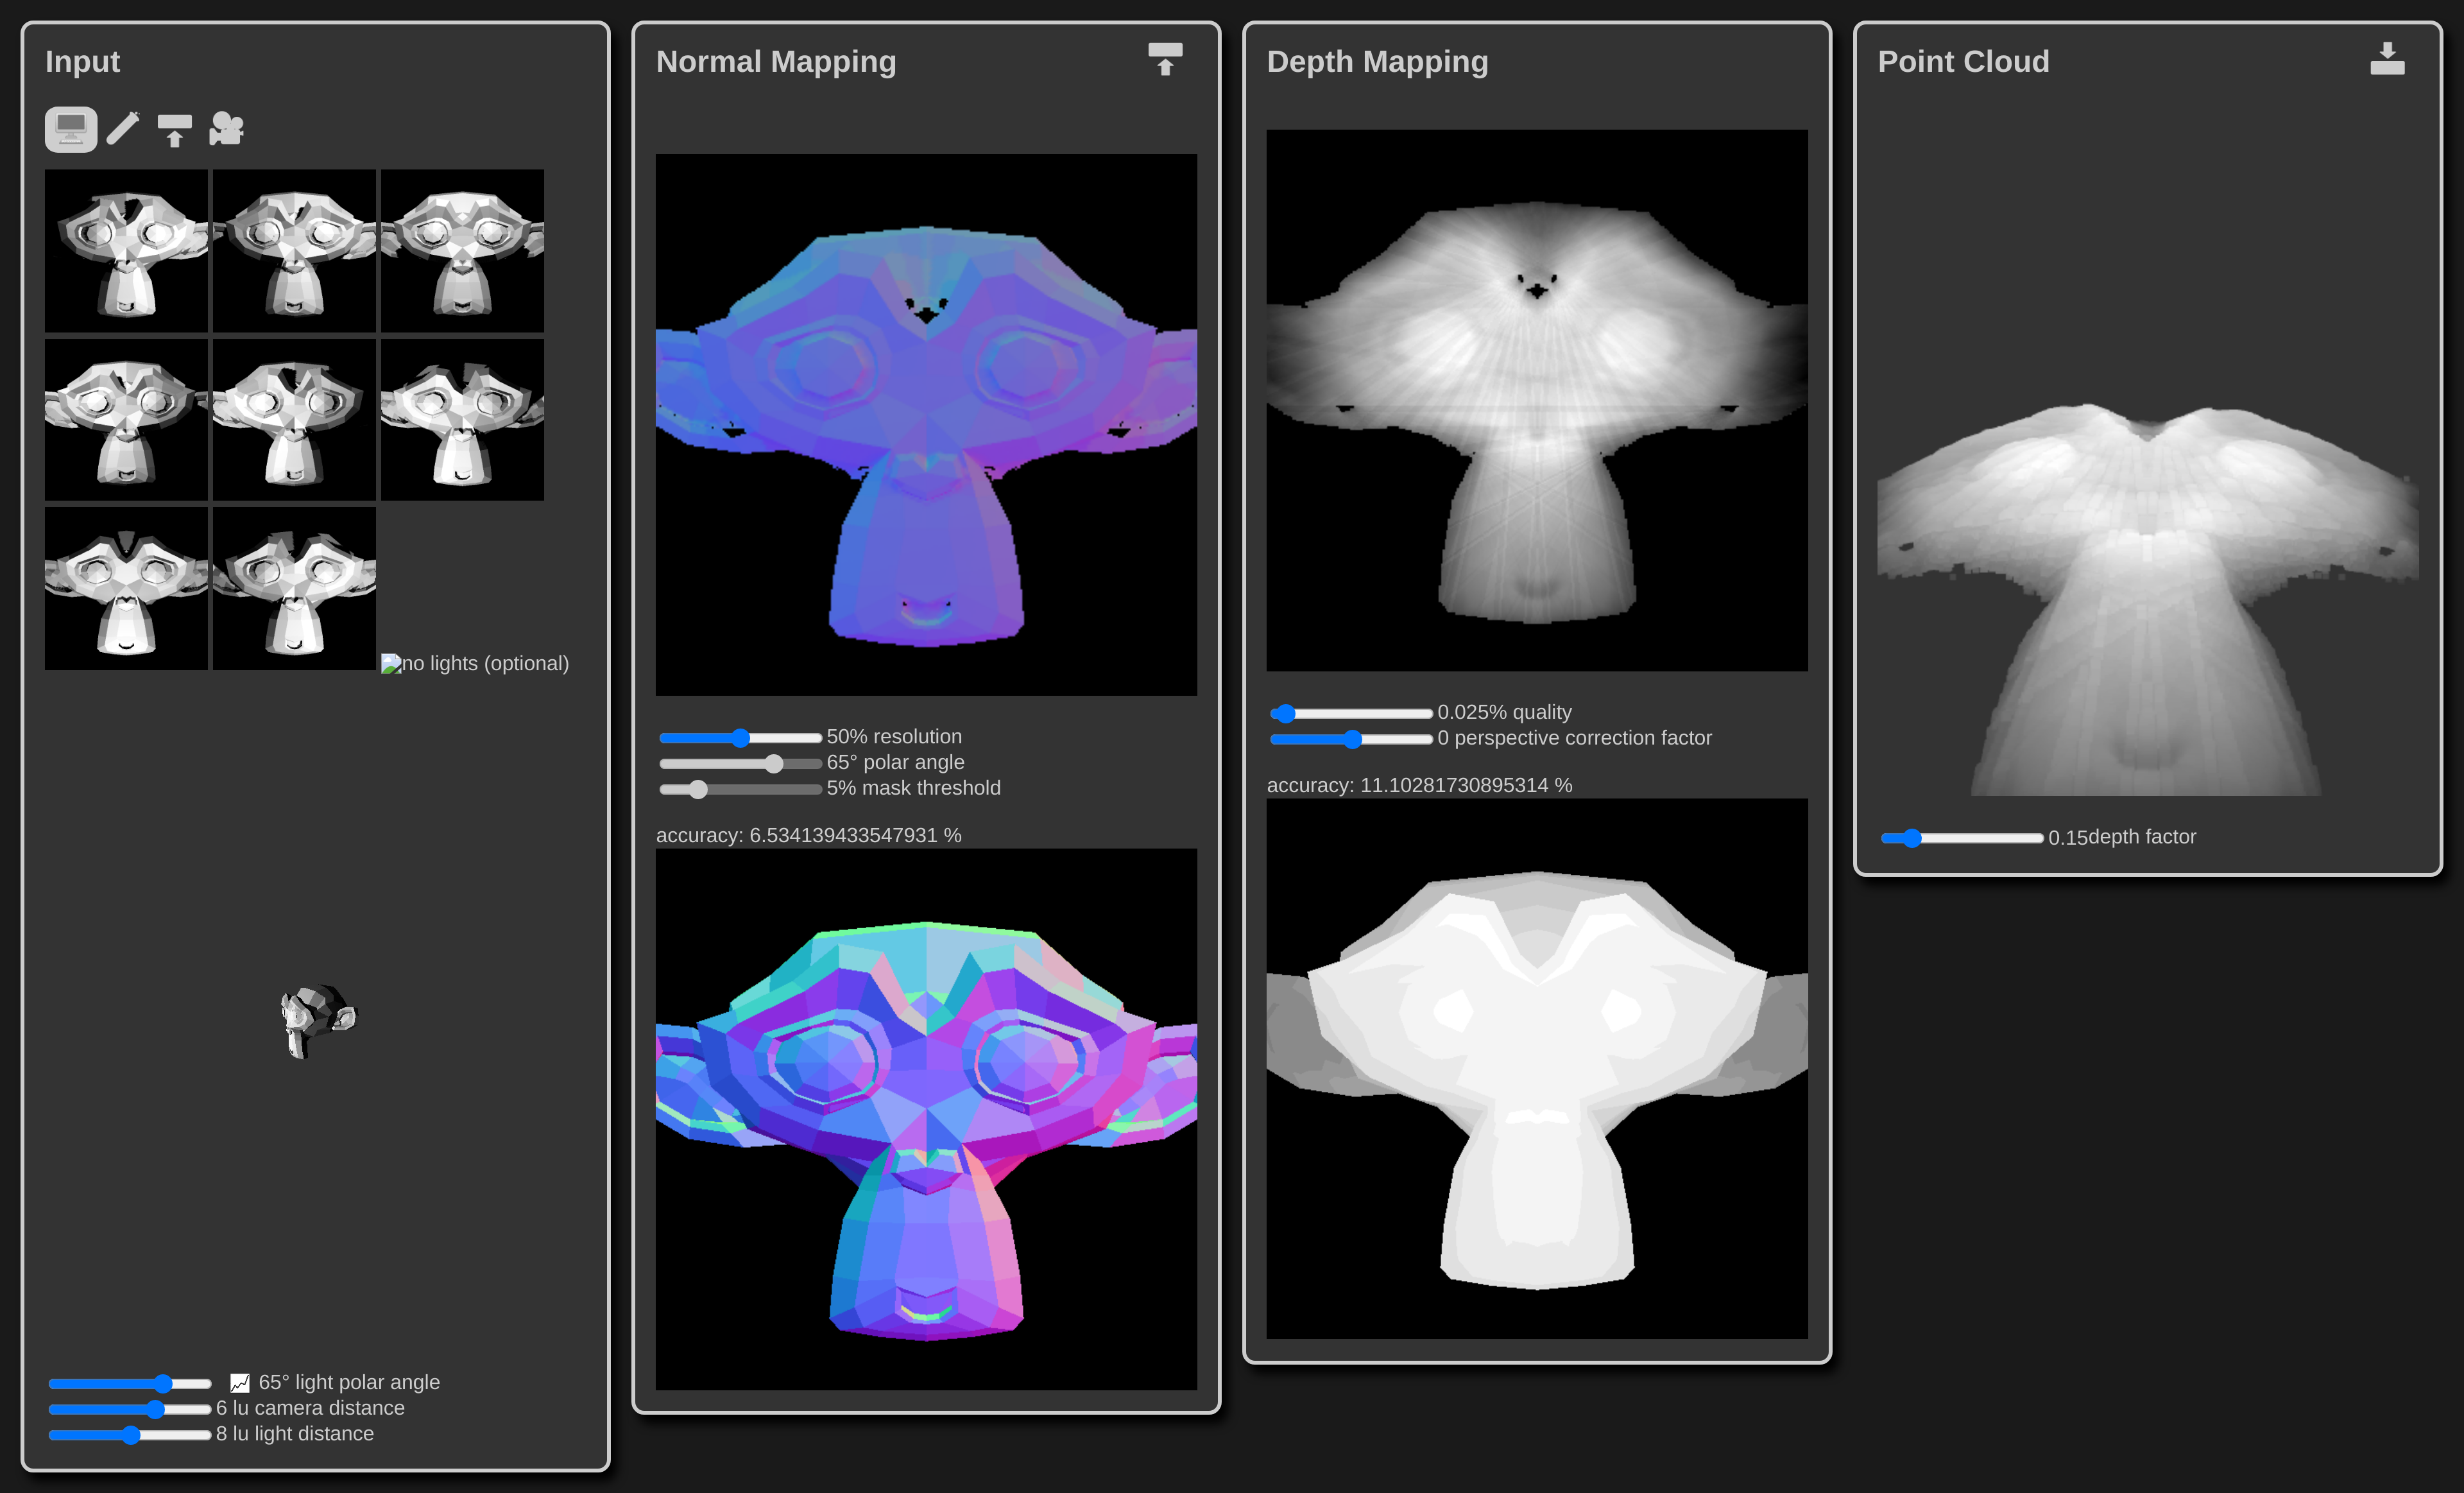 Input
no lights (optional)
65° light polar angle
6 lu camera distance
8 lu light distance
Normal Mapping
50% resolution
65° polar angle
5% mask threshold
accuracy: 6.534139433547931 %
Depth Mapping
0.025% quality
0 perspective correction factor
accuracy: 11.10281730895314 %
Point Cloud
0.15depth factor